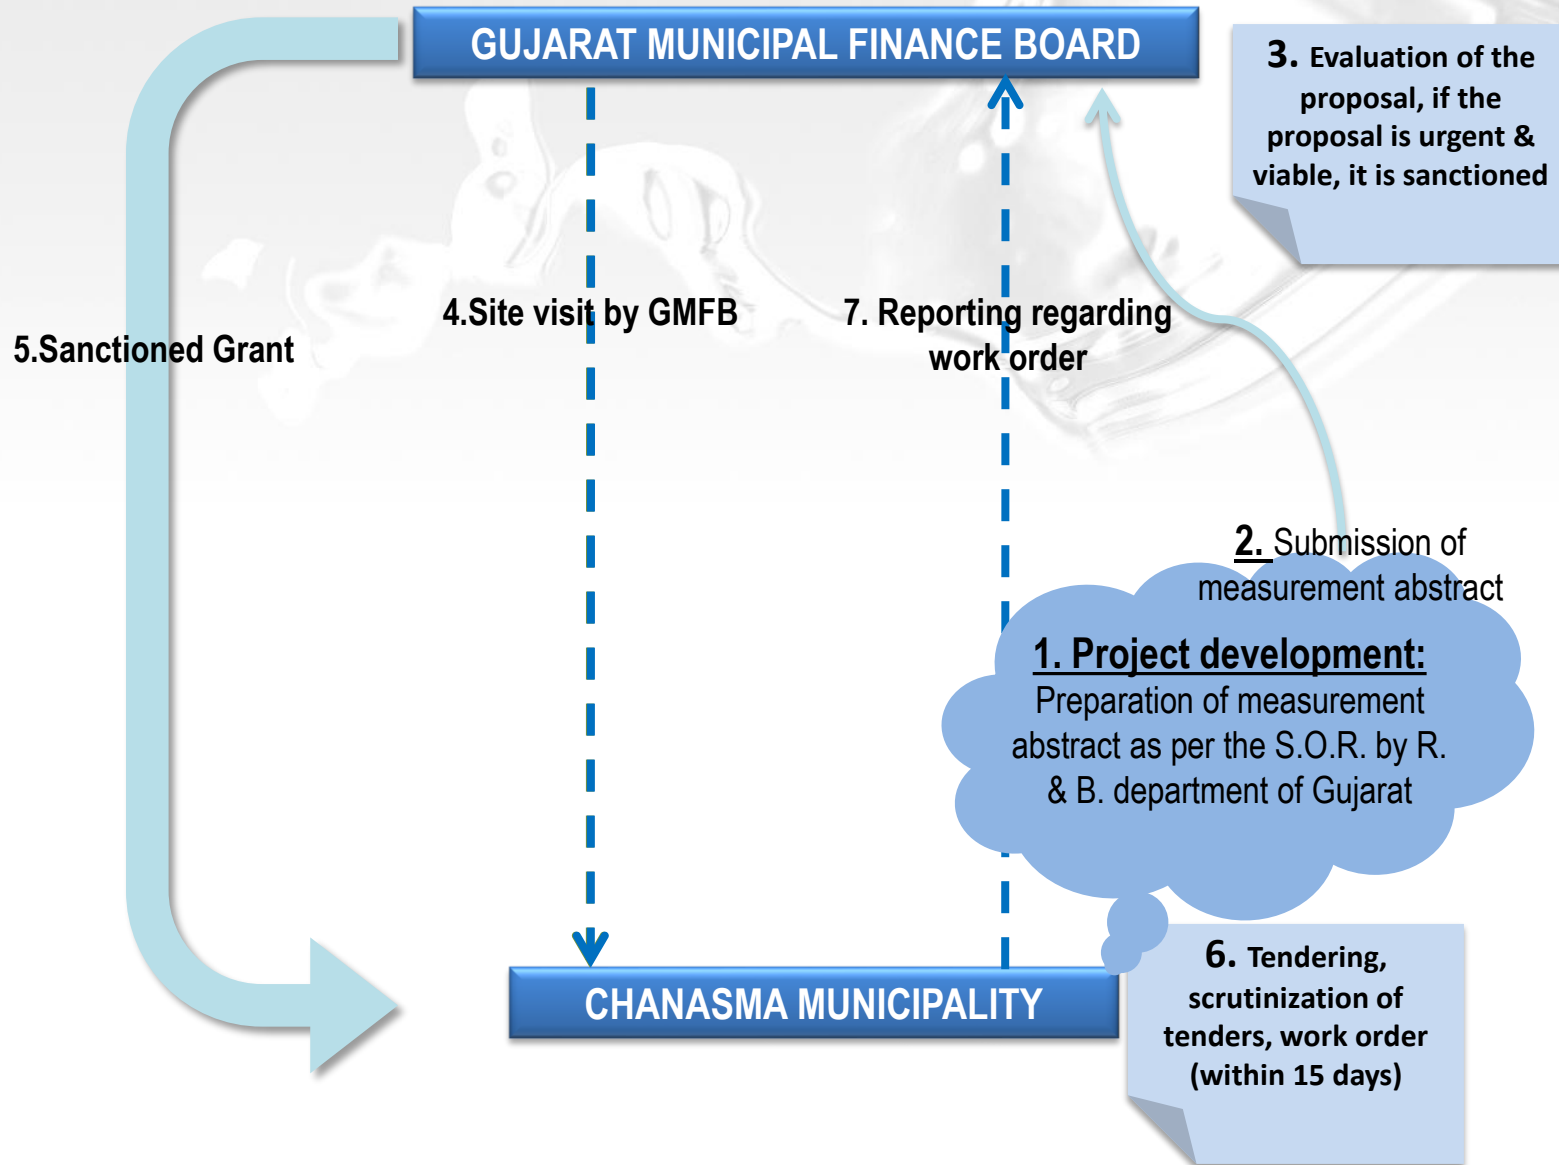 GUJARAT MUNICIPAL FINANCE BOARD
3. Evaluation of the
proposal, if the
proposal is urgent &
viable, it is sanctioned
4.Site visit by GMFB
7. Reporting regarding
work order
5.Sanctioned Grant
2. Submission of
measurement abstract
1. Project development:
Preparation of measurement
abstract as per the S.O.R. by R.
& B. department of Gujarat
CHANASMA MUNICIPALITY
6. Tendering,
scrutinization of
tenders, work order
(within 15 days)